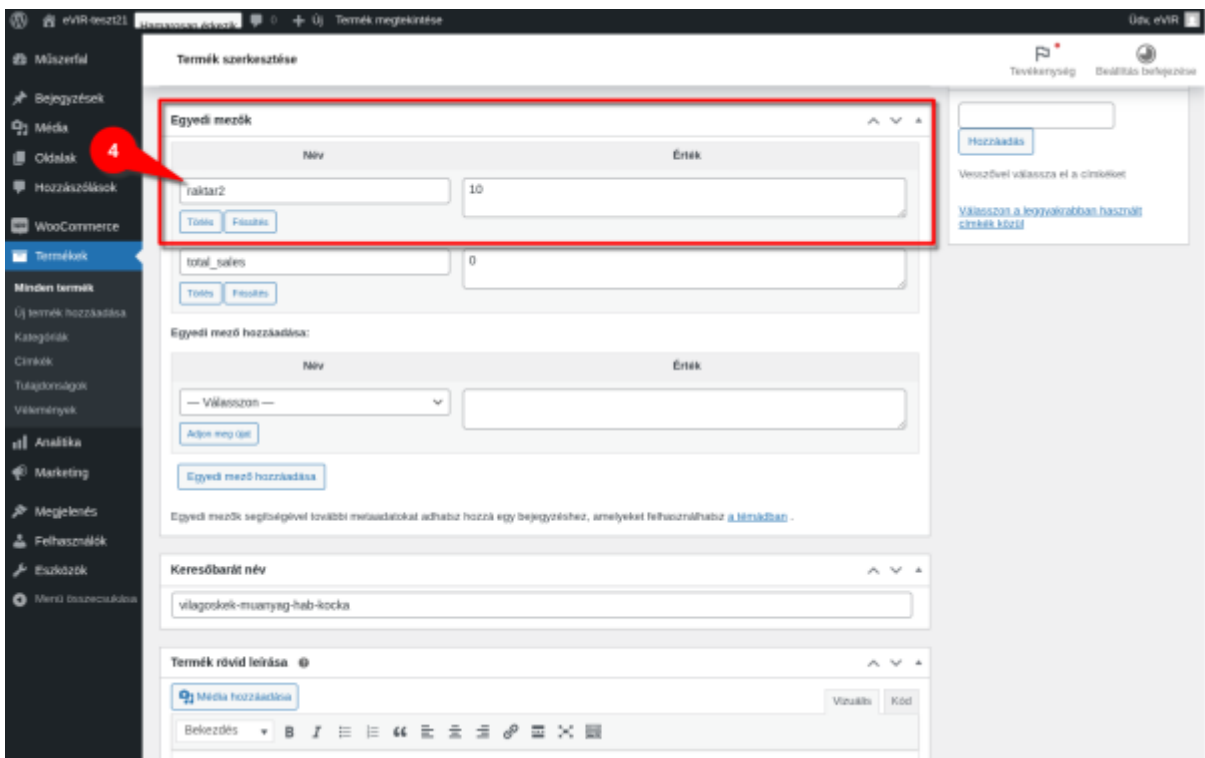 eVIR-teszt21
0
Új
Termék megtekintése
Üdv, eVIR
Műszerfal
Bejegyzések
Média
Oldalak
Hozzászólások
WooCommerce
Termékek
Minden termék
Új termék hozzáadása
Kategóriák
Címkék
Tulajdonságok
Vélemények
Analitika
Marketing
Megjelenés
Felhasználók
Eszközök
Menü összecsukása
Termék szerkesztése
Tevékenység
Beállítás befejezése
4
Egyedi mezők
Név
Érték
raktar2
10
Törlés
Frissítés
total_sales
0
Törlés
Frissítés
Egyedi mező hozzáadása:
Név
Érték
— Válasszon —
Adjon meg újat
Egyedi mező hozzáadása
Egyedi mezők segítségével további metaadatokat adhatsz hozzá egy bejegyzéshez, amelyeket felhasználhatsz a témádban .
Keresőbarát név
vilagoskek-muanyag-hab-kocka
Termék rövid leírása
Média hozzáadása
Vizuális
Kód
Bekezdés
B
I
Hozzáadás
Vesszővel válassza el a címkéket
Válasszon a leggyakrabban használt
címkék közül